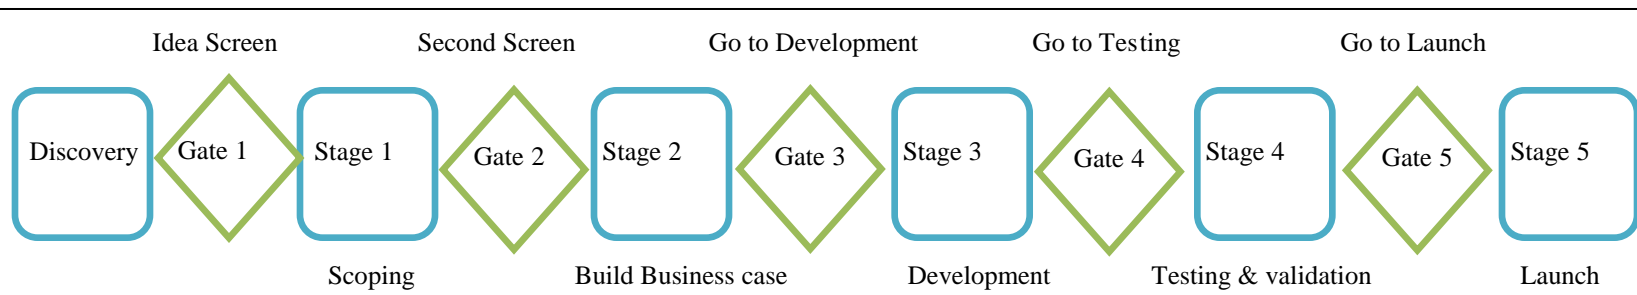 Idea Screen
Second Screen
Go to Development
Go to Testing
Go to Launch
Discovery
Gate 1
Stage 1
Gate 2
Stage 2
Gate 3
Stage 3
Gate 4
Stage 4
Gate 5
Stage 5
Scoping
Build Business case
Development
Testing & validation
Launch